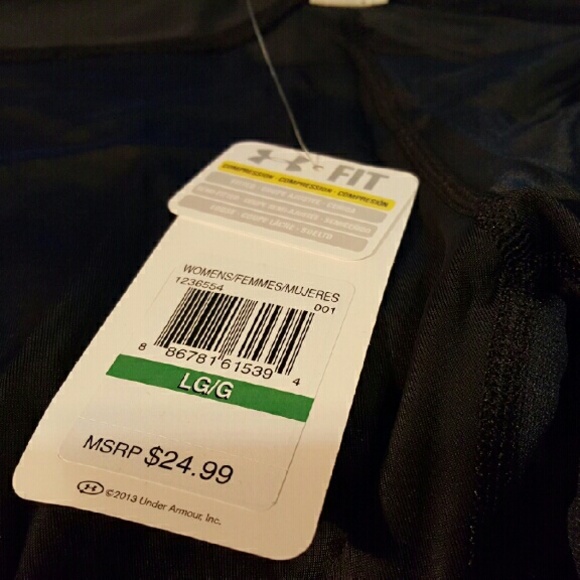 FIT
COMPRESSION · COMPRESSION · COMPRESIÓN
WOMENS/FEMMES/MUJERES
1236554
001
8 86781 61539 4
LG/G
MSRP $24.99
©2013 Under Armour, Inc.